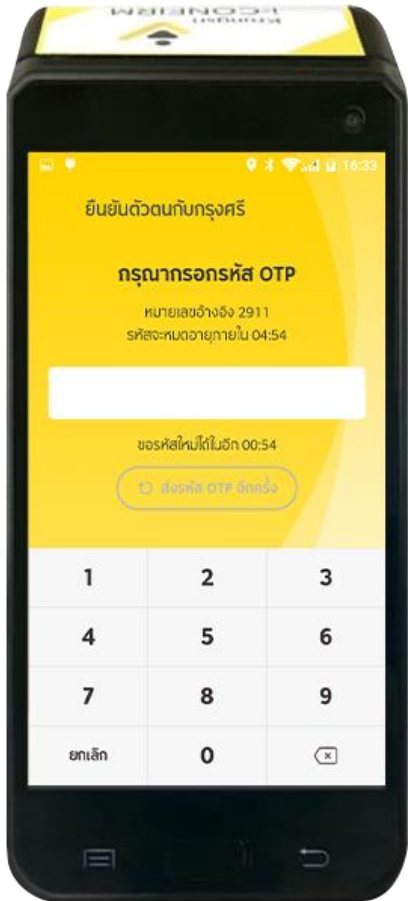 Krungsri
i-CONFIRM
16:33
ยืนยันตัวตนกับกรุงศรี
กรุณากรอกรหัส OTP
หมายเลขอ้างอิง 2911
รหัสจะหมดอายุภายใน 04:54
ขอรหัสใหม่ได้ในอีก 00:54
ส่งรหัส OTP อีกครั้ง
1 2 3
4 5 6
7 8 9
ยกเลิก 0